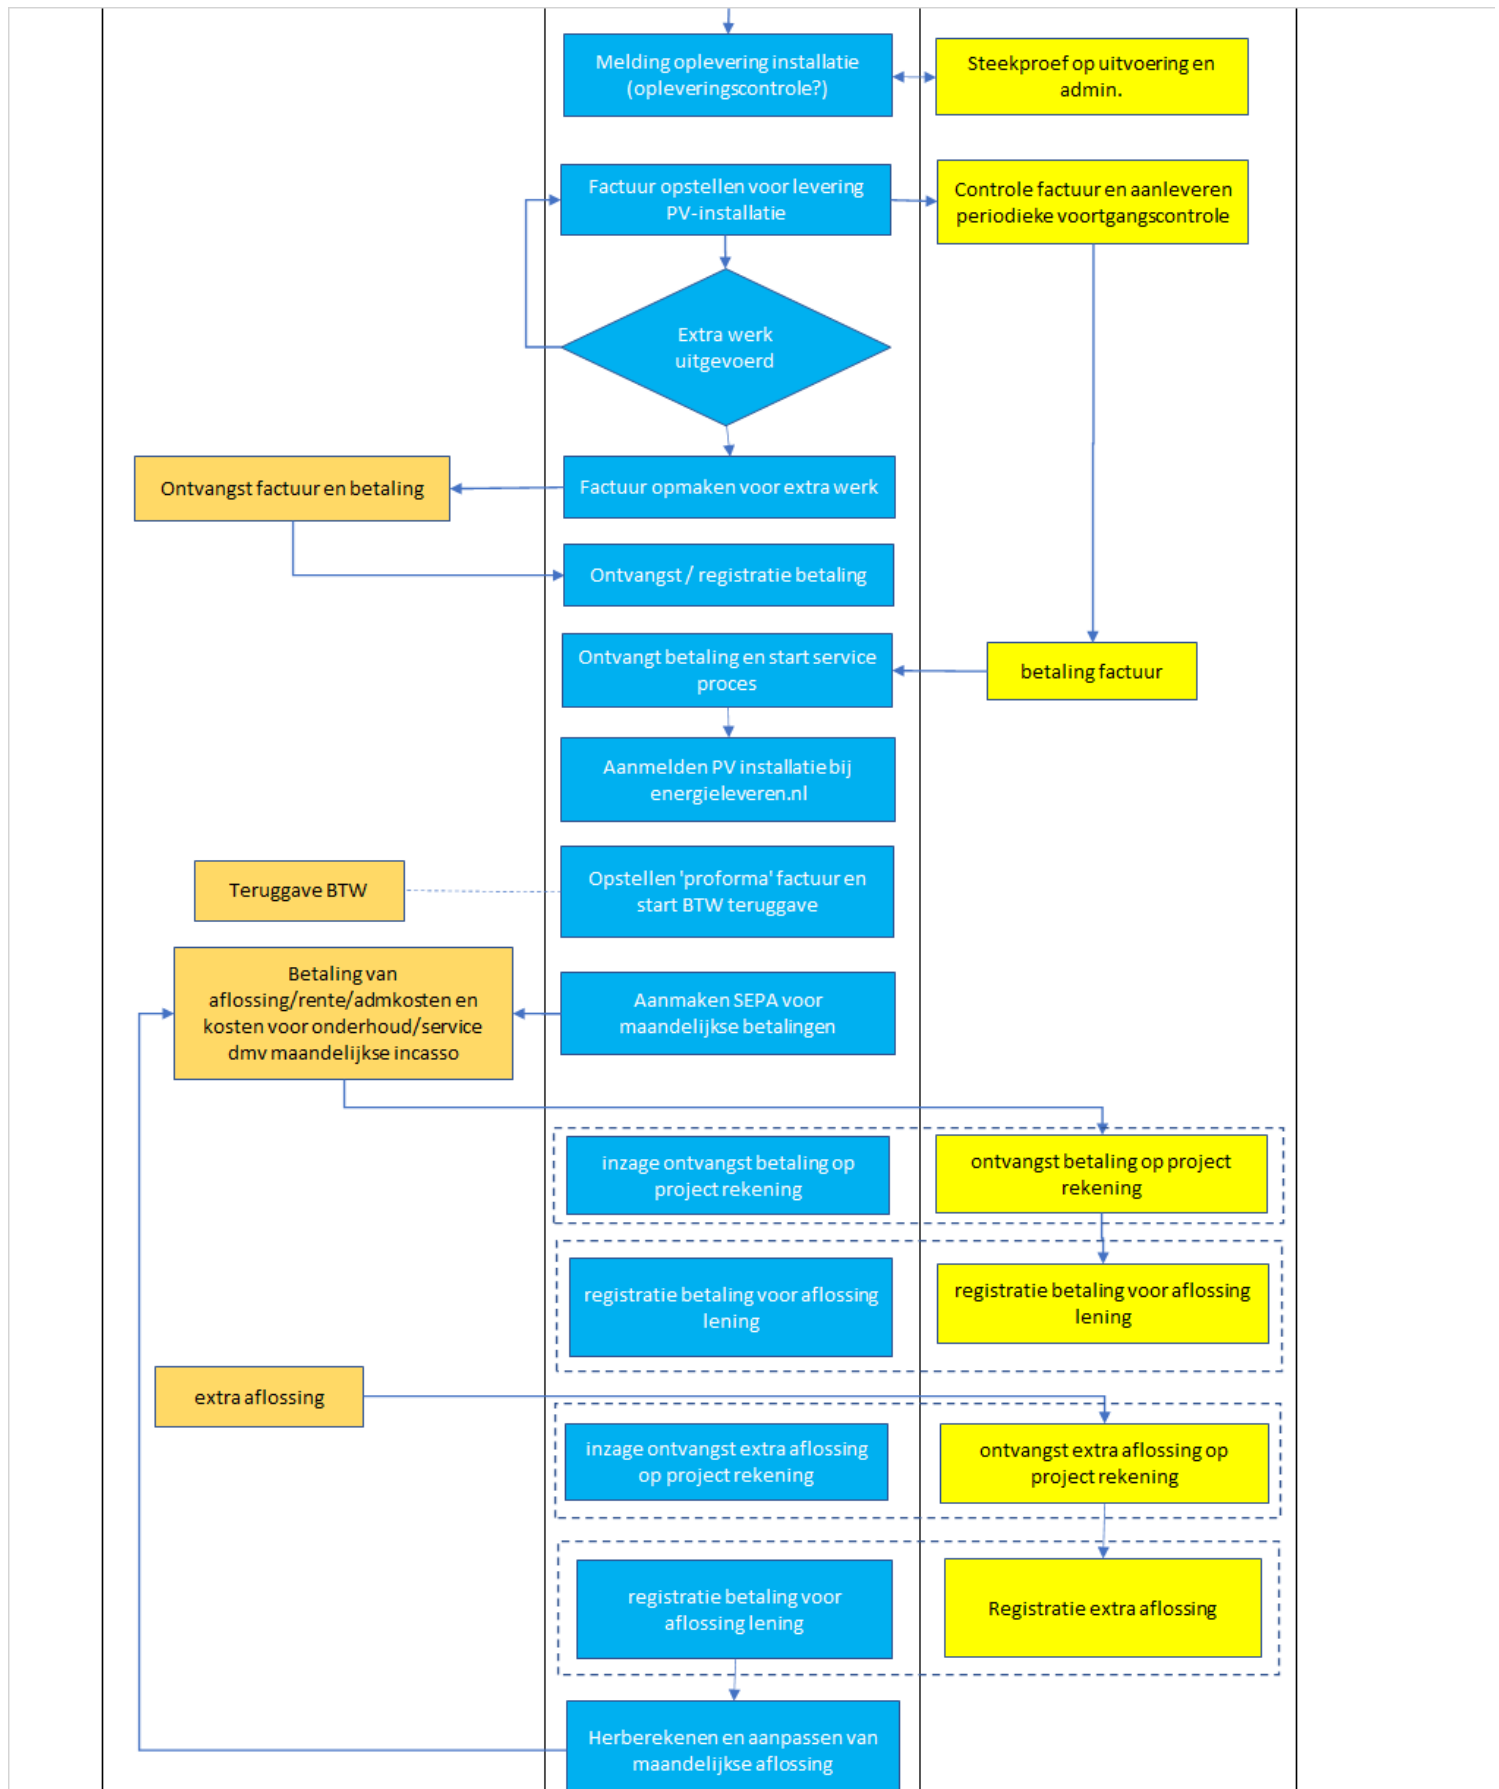 Melding oplevering installatie
(opleveringscontrole?)
Steekproef op uitvoering en
admin.
Factuur opstellen voor levering
PV-installatie
Controle factuur en aanleveren
periodieke voortgangscontrole
Extra werk
uitgevoerd
Ontvangst factuur en betaling
Factuur opmaken voor extra werk
Ontvangst / registratie betaling
Ontvangt betaling en start service
proces
betaling factuur
Aanmelden PV installatie bij
energieleveren.nl
Teruggave BTW
Opstellen 'proforma' factuur en
start BTW teruggave
Betaling van
aflossing/rente/admkosten en
kosten voor onderhoud/service
dmv maandelijkse incasso
Aanmaken SEPA voor
maandelijkse betalingen
inzage ontvangst betaling op
project rekening
ontvangst betaling op project
rekening
registratie betaling voor aflossing
lening
registratie betaling voor aflossing
lening
extra aflossing
inzage ontvangst extra aflossing
op project rekening
ontvangst extra aflossing op
project rekening
registratie betaling voor
aflossing lening
Registratie extra aflossing
Herberekenen en aanpassen van
maandelijkse aflossing